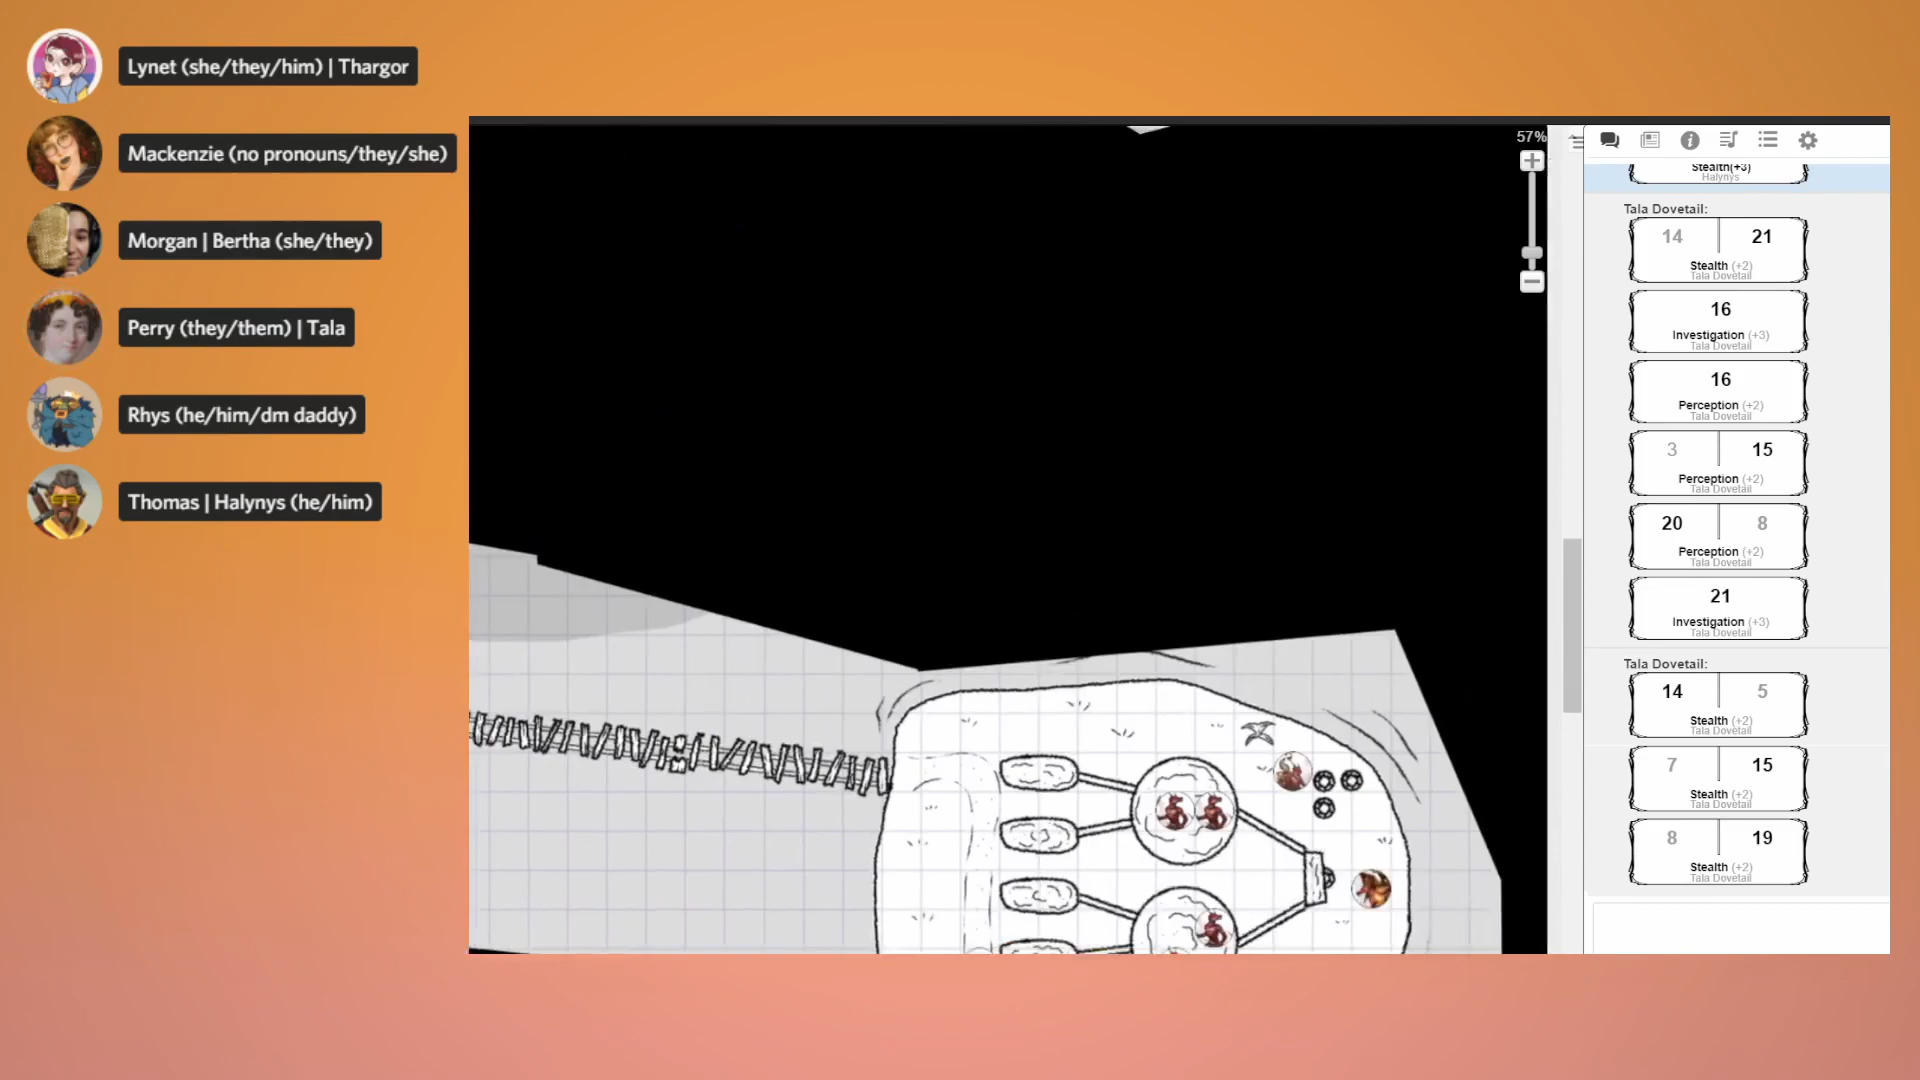 Lynet (she/they/him) | Thargor
Mackenzie (no pronouns/they/she)
Morgan | Bertha (she/they)
Perry (they/them) | Tala
Rhys (he/him/dm daddy)
Thomas | Halynys (he/him)
57%
Stealth(+3)
Halynys
Tala Dovetail:
14 21
Stealth (+2)
Tala Dovetail
16
Investigation (+3)
Tala Dovetail
16
Perception (+2)
Tala Dovetail
3 15
Perception (+2)
Tala Dovetail
20 8
Perception (+2)
Tala Dovetail
21
Investigation (+3)
Tala Dovetail
Tala Dovetail:
14 5
Stealth (+2)
Tala Dovetail
7 15
Stealth (+2)
Tala Dovetail
8 19
Stealth (+2)
Tala Dovetail